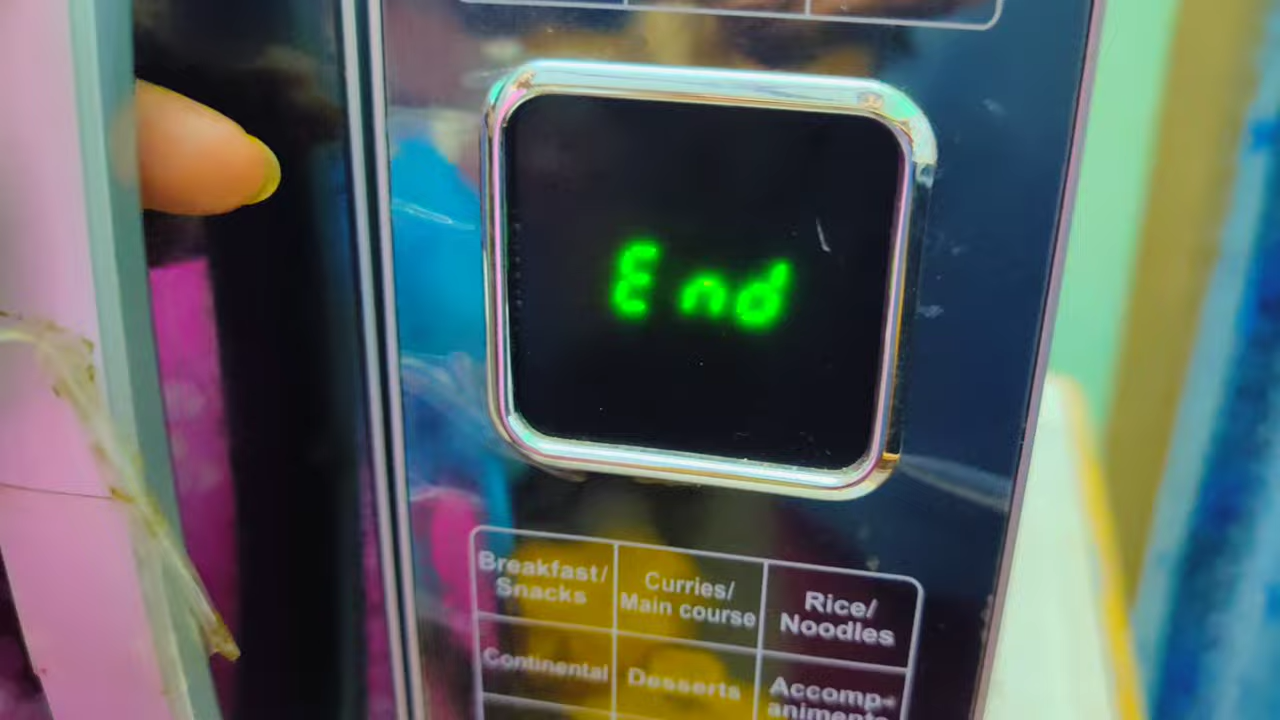 End
Breakfast/
Snacks
Curries/
Main course
Rice/
Noodles
Continental
Desserts
Accomp-
animents